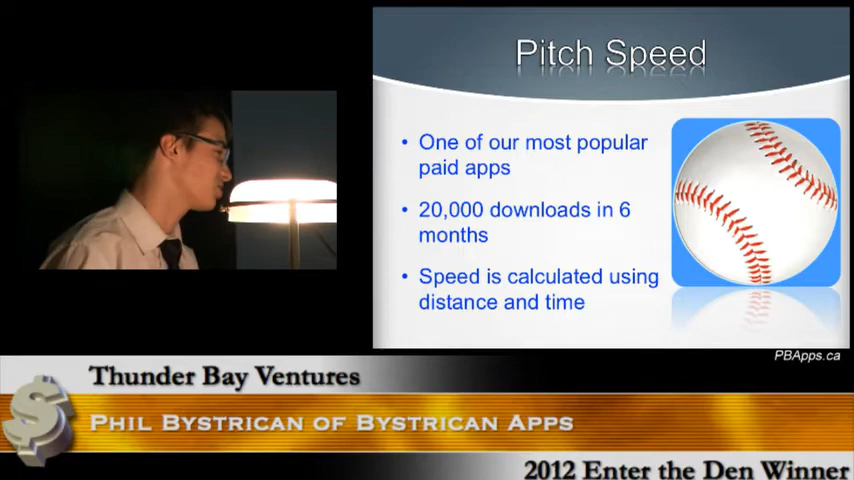 Pitch Speed
• One of our most popular
paid apps
• 20,000 downloads in 6
months
• Speed is calculated using
distance and time
PBApps.ca
Thunder Bay Ventures
PHIL BYSTRICAN OF BYSTRICAN APPS
2012 Enter the Den Winner